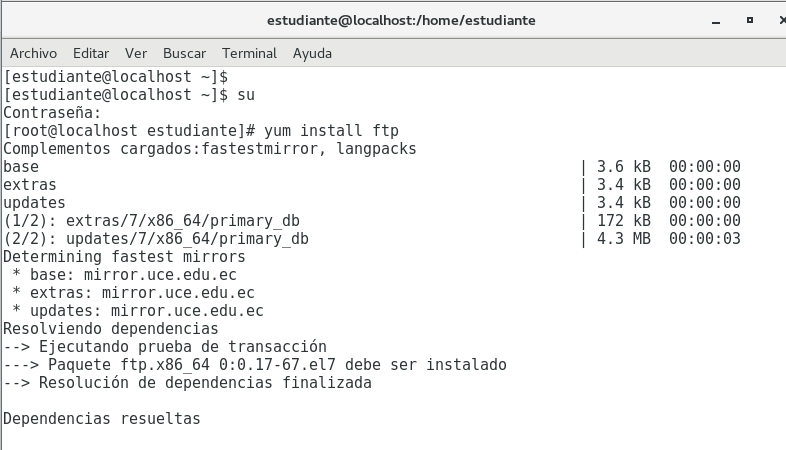 estudiante@localhost:/home/estudiante
Archivo Editar Ver Buscar Terminal Ayuda
[estudiante@localhost ~]$
[estudiante@localhost ~]$ su
Contraseña:
[root@localhost estudiante]# yum install ftp
Complementos cargados:fastestmirror, langpacks
base | 3.6 kB 00:00:00
extras | 3.4 kB 00:00:00
updates | 3.4 kB 00:00:00
(1/2): extras/7/x86_64/primary_db | 172 kB 00:00:00
(2/2): updates/7/x86_64/primary_db | 4.3 MB 00:00:03
Determining fastest mirrors
 * base: mirror.uce.edu.ec
 * extras: mirror.uce.edu.ec
 * updates: mirror.uce.edu.ec
Resolviendo dependencias
--> Ejecutando prueba de transacción
---> Paquete ftp.x86_64 0:0.17-67.el7 debe ser instalado
--> Resolución de dependencias finalizada
Dependencias resueltas